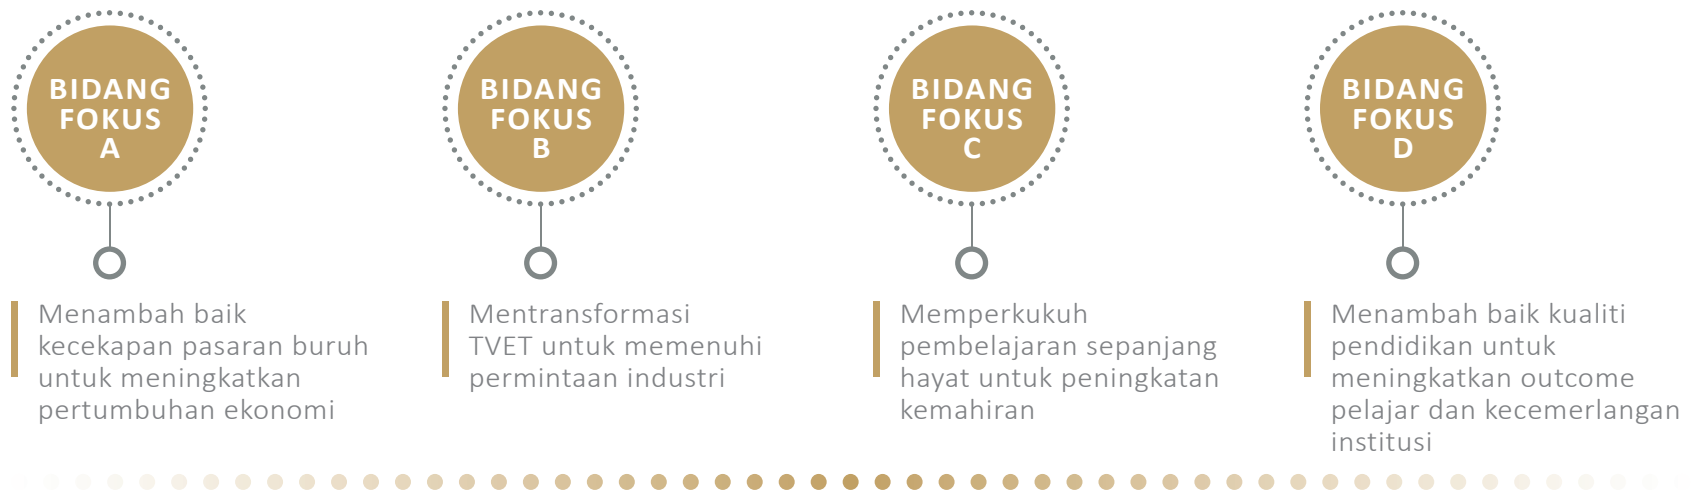 BIDANG
FOKUS
A
Menambah baik
kecekapan pasaran buruh
untuk meningkatkan
pertumbuhan ekonomi
BIDANG
FOKUS
B
Mentransformasi
TVET untuk memenuhi
permintaan industri
BIDANG
FOKUS
C
Memperkukuh
pembelajaran sepanjang
hayat untuk peningkatan
kemahiran
BIDANG
FOKUS
D
Menambah baik kualiti
pendidikan untuk
meningkatkan outcome
pelajar dan kecemerlangan
institusi